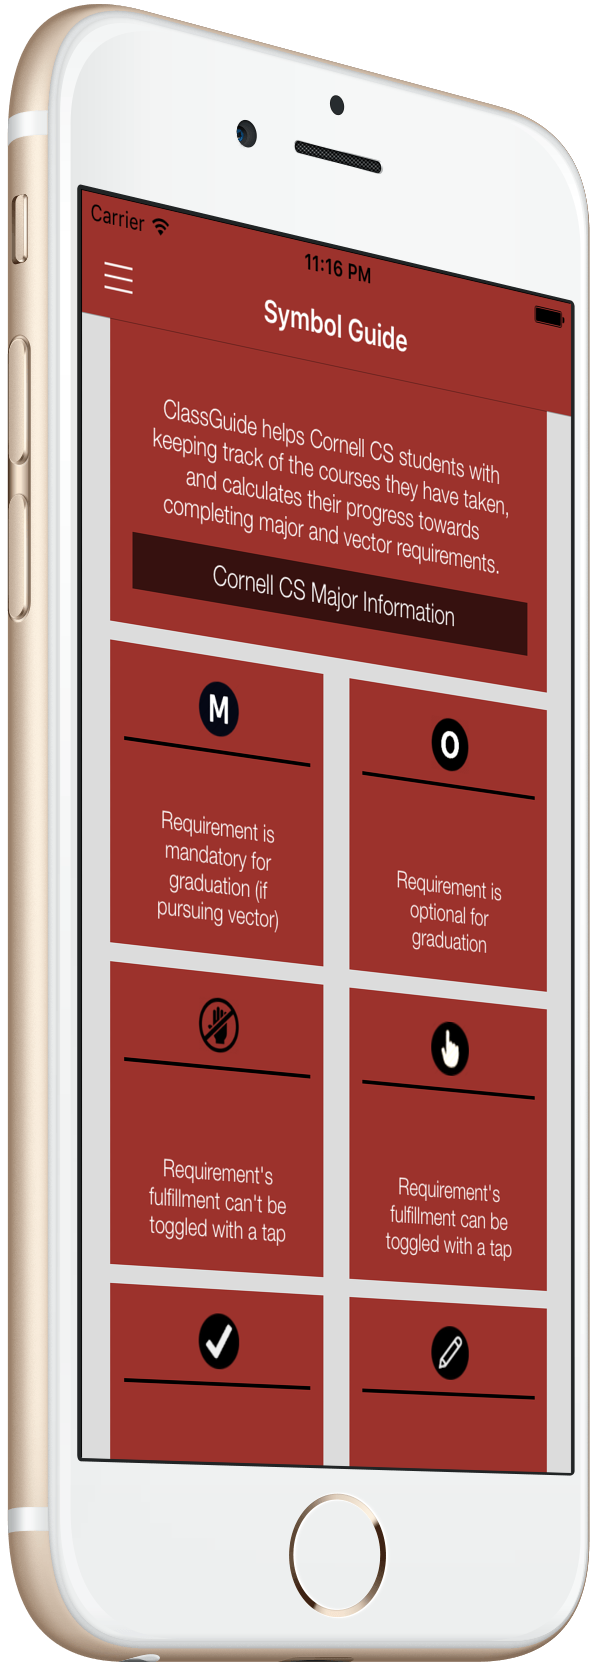 Carrier
11:16 PM
Symbol Guide
ClassGuide helps Cornell CS students with
keeping track of the courses they have taken,
and calculates their progress towards
completing major and vector requirements.
Cornell CS Major Information
M
Requirement is
mandatory for
graduation (if
pursuing vector)
O
Requirement is
optional for
graduation
Requirement's
fulfillment can't be
toggled with a tap
Requirement's
fulfillment can be
toggled with a tap